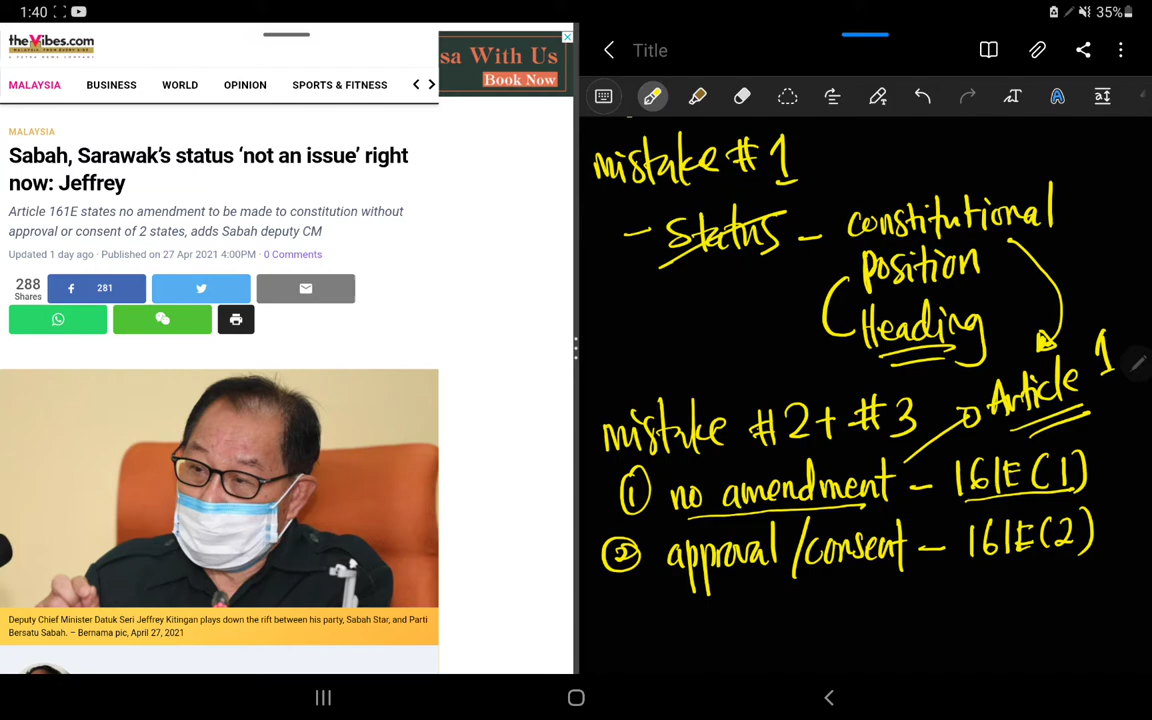 1:40
35%
theVibes.com
MALAYSIA
BUSINESS
WORLD
OPINION
SPORTS & FITNESS
sa With Us
Book Now
MALAYSIA
Sabah, Sarawak's status 'not an issue' right
now: Jeffrey
Article 161E states no amendment to be made to constitution without
approval or consent of 2 states, adds Sabah deputy CM
Updated 1 day ago · Published on 27 Apr 2021 4:00PM · 0 Comments
288
Shares
281
Deputy Chief Minister Datuk Seri Jeffrey Kitingan plays down the rift between his party, Sabah Star, and Parti
Bersatu Sabah. – Bernama pic, April 27, 2021
Title
mistake # 1
- Status - constitutional
position
Heading
Article 1
mistake #2 + #3
① no amendment - 161E (1)
② approval/consent - 161E(2)